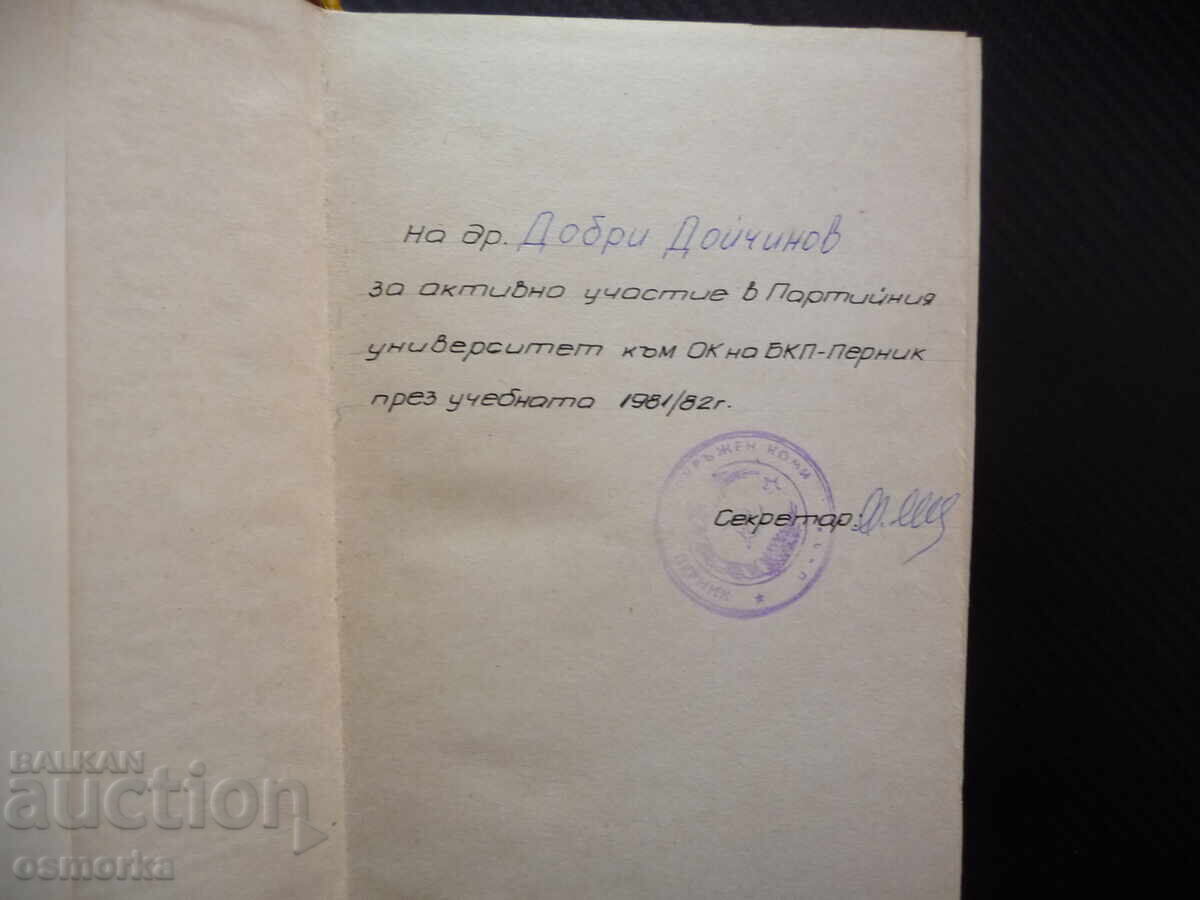 на др. Добри Дойчинов
за активно участие в Партийния
университет към ОК на БКП-Перник
през учебната 1981/82г.
Секретар:
ПЕРНИК
BALKAN
auction
osmorka